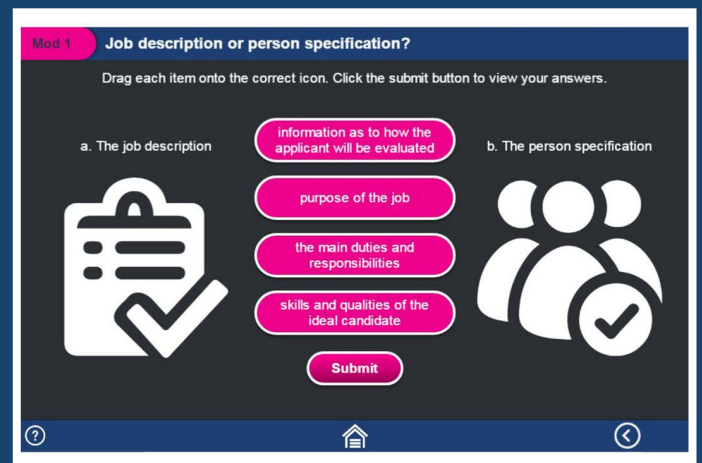 Mod 1
Job description or person specification?
Drag each item onto the correct icon. Click the submit button to view your answers.
a. The job description
information as to how the
applicant will be evaluated
purpose of the job
the main duties and
responsibilities
skills and qualities of the
ideal candidate
b. The person specification
Submit
?